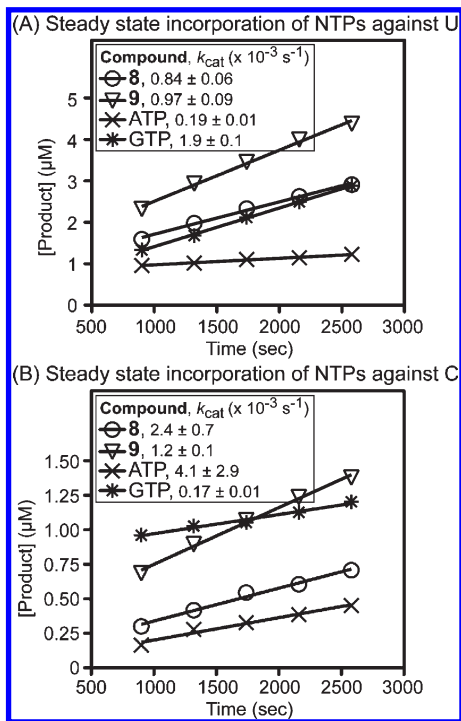 (A) Steady state incorporation of NTPs against U
Compound, kcat (x 10-3 s-1)
8, 0.84 ± 0.06
9, 0.97 ± 0.09
ATP, 0.19 ± 0.01
GTP, 1.9 ± 0.1
[Product] (μM)
5
4
3
2
1
0
500 1000 1500 2000 2500 3000
Time (sec)
(B) Steady state incorporation of NTPs against C
Compound, kcat (x 10-3 s-1)
8, 2.4 ± 0.7
9, 1.2 ± 0.1
ATP, 4.1 ± 2.9
GTP, 0.17 ± 0.01
[Product] (μM)
1.50
1.25
1.00
0.75
0.50
0.25
0
500 1000 1500 2000 2500 3000
Time (sec)